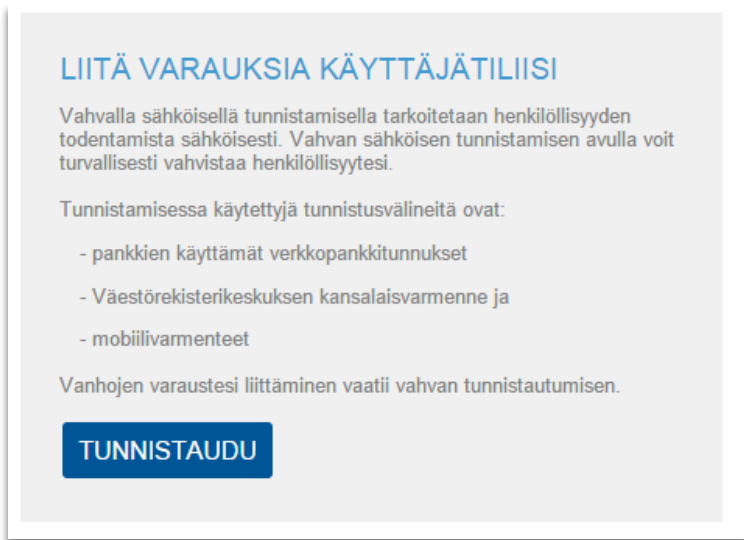 LIITÄ VARAUKSIA KÄYTTÄJÄTILIISI
Vahvalla sähköisellä tunnistamisella tarkoitetaan henkilöllisyyden
todentamista sähköisesti. Vahvan sähköisen tunnistamisen avulla voit
turvallisesti vahvistaa henkilöllisyytesi.
Tunnistamisessa käytettyjä tunnistusvälineitä ovat:
- pankkien käyttämät verkkopankkitunnukset
- Väestörekisterikeskuksen kansalaisvarmenne ja
- mobiilivarmenteet
Vanhojen varaustesi liittäminen vaatii vahvan tunnistautumisen.
TUNNISTAUDU